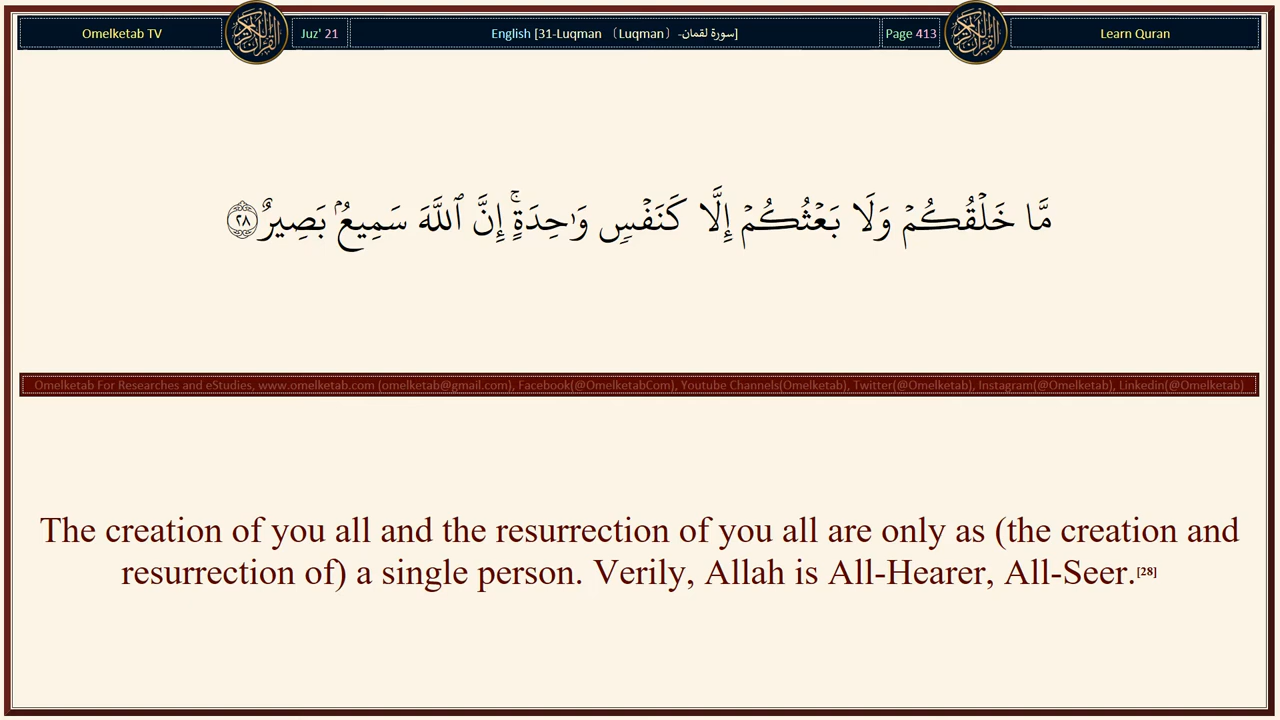 Omelketab TV
Juz' 21
English [31-Luqman (Luqman) -سورة لقمان]
Page 413
Learn Quran
مَّا خَلْقُكُمْ وَلَا بَعْثُكُمْ إِلَّا كَنَفْسٍ وَٰحِدَةٍ ۗ إِنَّ ٱللَّهَ سَمِيعٌۢ بَصِيرٌ ٢٨
Omelketab For Researches and eStudies, www.omelketab.com (omelketab@gmail.com), Facebook(@OmelketabCom), Youtube Channels(Omelketab), Twitter(@Omelketab), Instagram(@Omelketab), Linkedin(@Omelketab)
The creation of you all and the resurrection of you all are only as (the creation and
resurrection of) a single person. Verily, Allah is All-Hearer, All-Seer.[28]